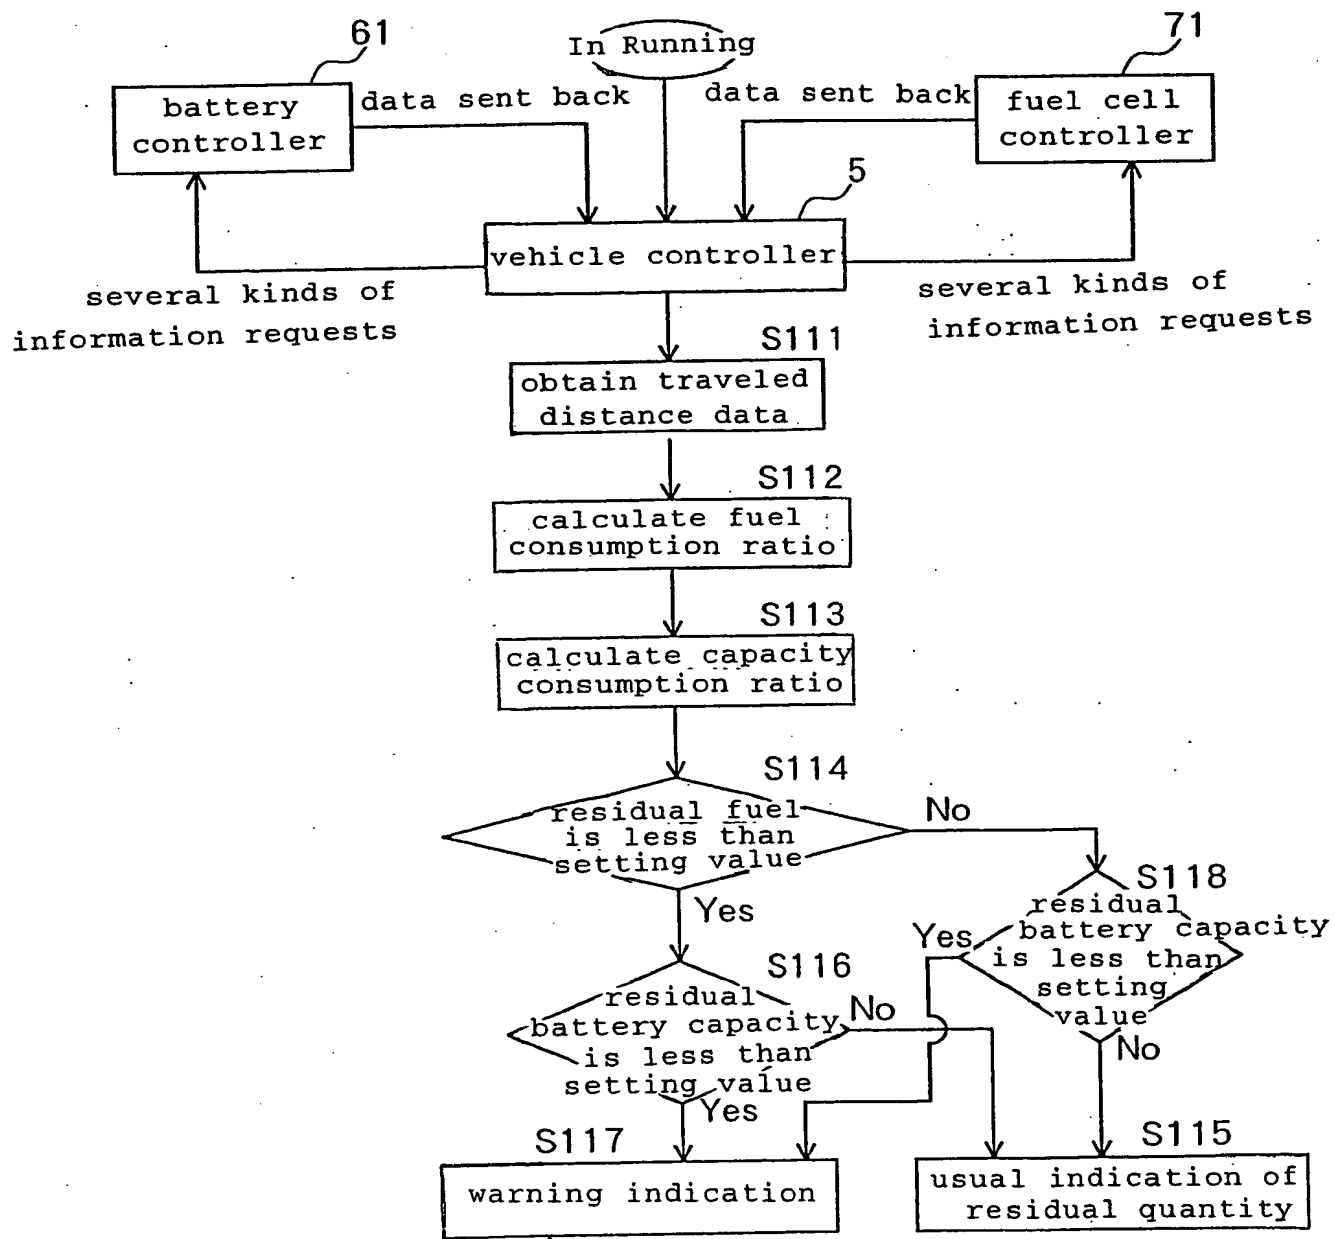 61
In Running
71
battery
controller
data sent back
data sent back
fuel cell
controller
5
vehicle controller
several kinds of
information requests
several kinds of
information requests
S111
obtain traveled
distance data
S112
calculate fuel
consumption ratio
S113
calculate capacity
consumption ratio
S114
residual fuel
is less than
setting value
No
Yes
S118
residual
battery capacity
is less than
setting
value
Yes
No
S116
residual
battery capacity
is less than
setting value
No
Yes
S117
warning indication
S115
usual indication of
residual quantity